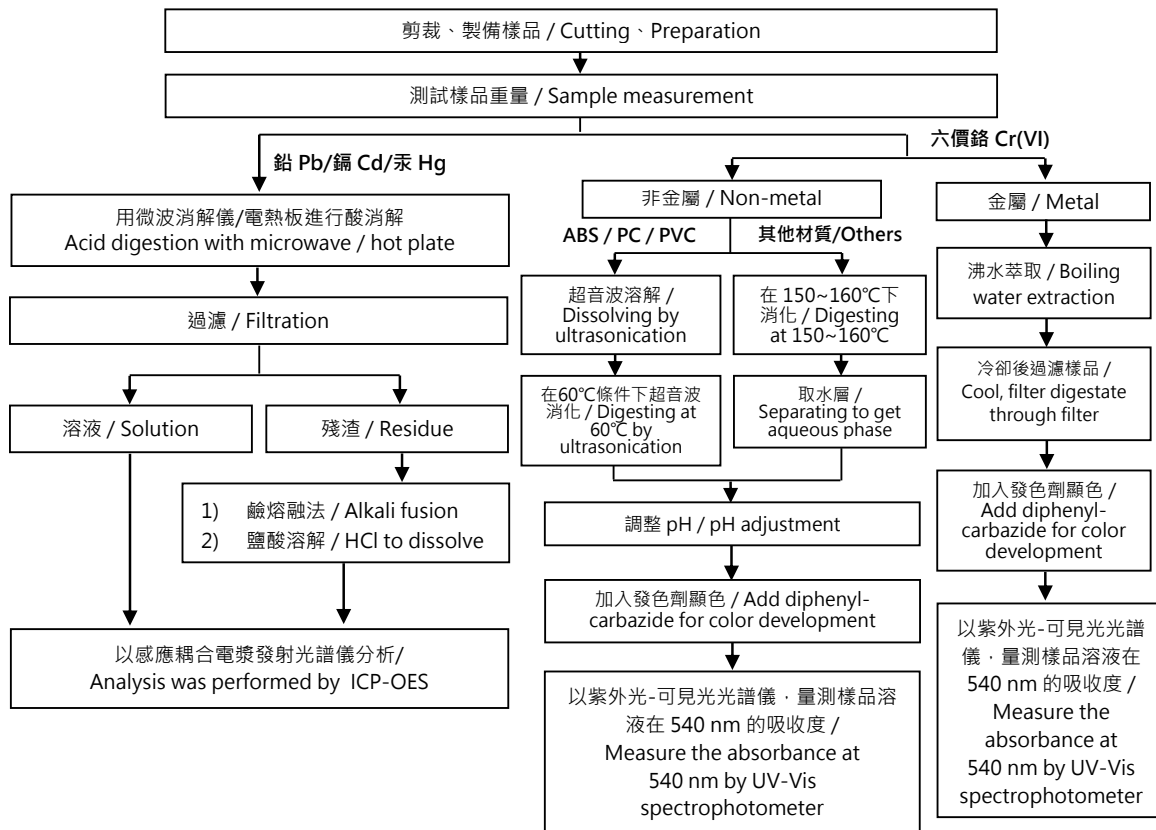 剪裁、製備樣品 / Cutting、Preparation
測試樣品重量 / Sample measurement
鉛 Pb/鎘 Cd/汞 Hg
六價鉻 Cr(VI)
用微波消解儀/電熱板進行酸消解
Acid digestion with microwave / hot plate
過濾 / Filtration
溶液 / Solution
殘渣 / Residue
1) 鹼熔融法 / Alkali fusion
2) 鹽酸溶解 / HCl to dissolve
以感應耦合電漿發射光譜儀分析/
Analysis was performed by ICP-OES
非金屬 / Non-metal
ABS / PC / PVC
其他材質/Others
超音波溶解 /
Dissolving by
ultrasonication
在60℃條件下超音波
消化 / Digesting at
60℃ by
ultrasonication
在 150~160℃下
消化 / Digesting
at 150~160℃
取水層 /
Separating to get
aqueous phase
調整 pH / pH adjustment
加入發色劑顯色 / Add diphenyl-
carbazide for color development
以紫外光-可見光光譜儀，量測樣品溶
液在 540 nm 的吸收度 /
Measure the absorbance at
540 nm by UV-Vis
spectrophotometer
金屬 / Metal
沸水萃取 / Boiling
water extraction
冷卻後過濾樣品 /
Cool, filter digestate
through filter
加入發色劑顯色 /
Add diphenyl-
carbazide for color
development
以紫外光-可見光光譜
儀，量測樣品溶液在
540 nm 的吸收度 /
Measure the
absorbance at
540 nm by UV-Vis
spectrophotometer